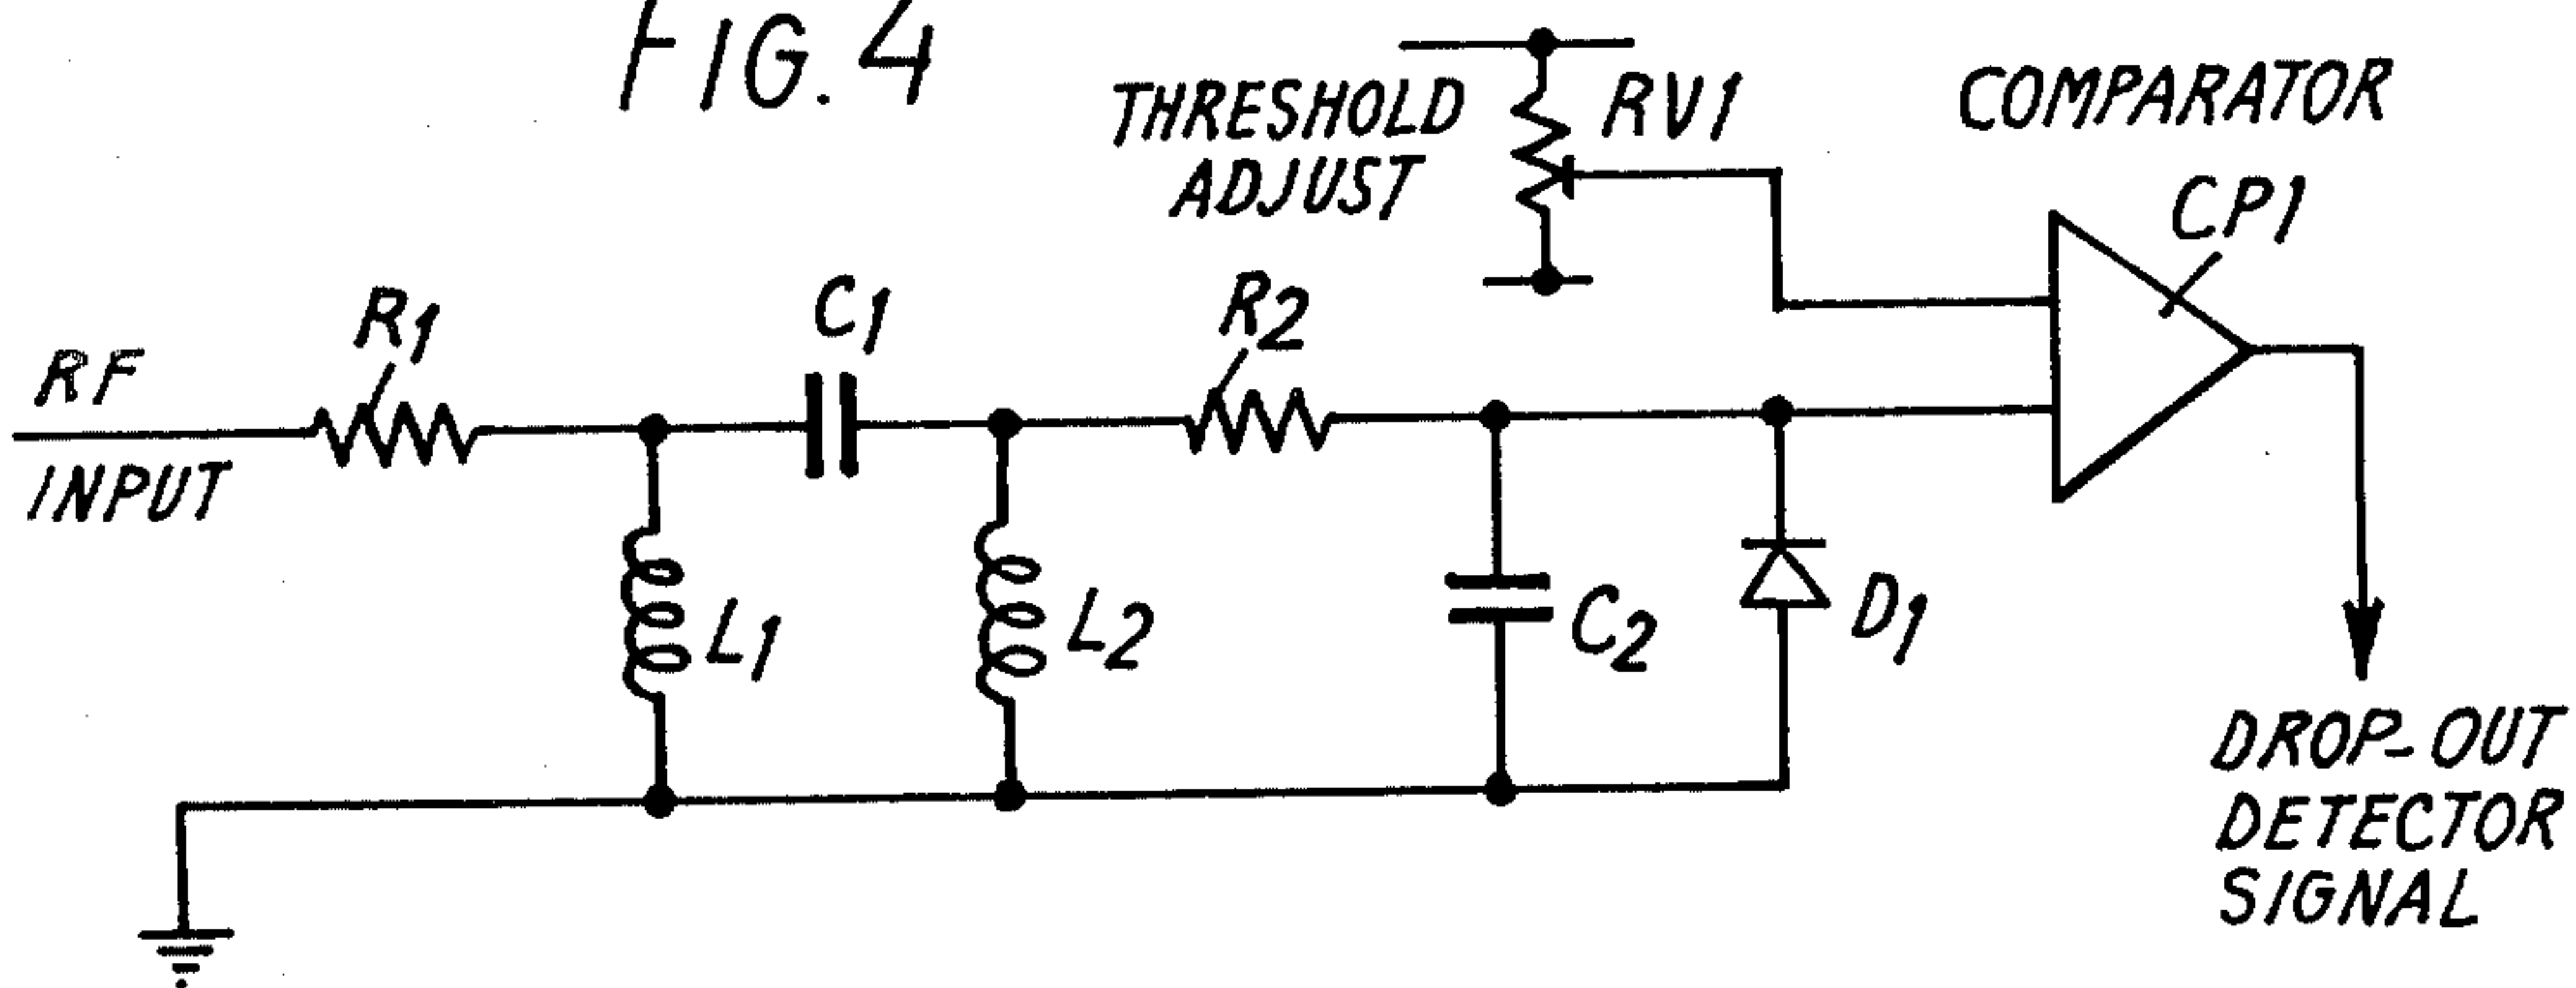 FIG. 4
THRESHOLD
ADJUST
RV1
COMPARATOR
CP1
RF
INPUT
R1
C1
R2
L1
L2
C2
D1
DROP-OUT
DETECTOR
SIGNAL